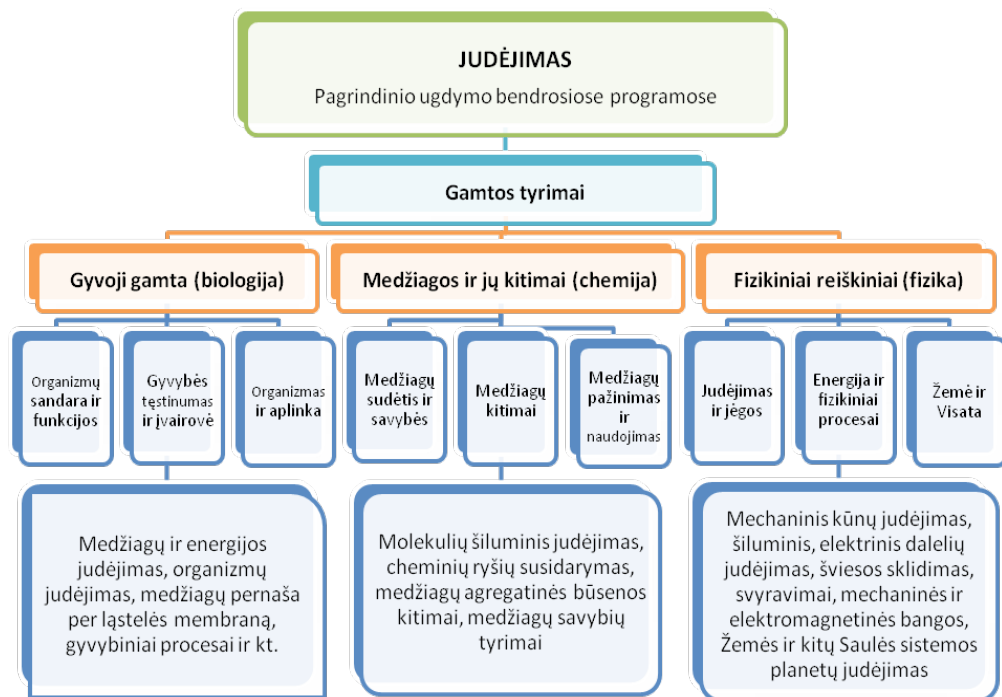 JUDĖJIMAS
Pagrindinio ugdymo bendrosiose programose
Gamtos tyrimai
Gyvoji gamta (biologija)
Medžiagos ir jų kitimai (chemija)
Fizikiniai reiškiniai (fizika)
Organizmų
sandara ir
funkcijos
Gyvybės
tęstinumas
ir įvairovė
Organizmas
ir aplinka
Medžiagų
sudėtis ir
savybės
Medžiagų
kitimai
Medžiagų
pažinimas
ir
naudojimas
Judėjimas
ir jėgos
Energija ir
fizikiniai
procesai
Žemė ir
Visata
Medžiagų ir energijos
judėjimas, organizmų
judėjimas, medžiagų pernaša
per ląstelės membraną,
gyvybiniai procesai ir kt.
Molekulių šiluminis judėjimas,
cheminių ryšių susidarymas,
medžiagų agregatinės būsenos
kitimai, medžiagų savybių
tyrimai
Mechaninis kūnų judėjimas,
šiluminis, elektrinis dalelių
judėjimas, šviesos sklidimas,
svyravimai, mechaninės ir
elektromagnetinės bangos,
Žemės ir kitų Saulės sistemos
planetų judėjimas